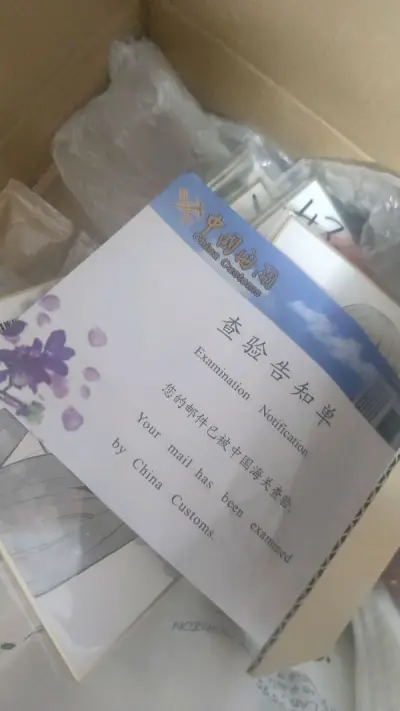 中国海关
China Customs
查验告知单
Examination Notification
您的邮件已被中国海关查验.
Your mail has been examined
by China Customs.
47